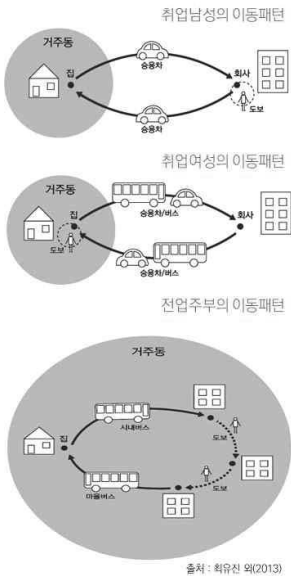 취업남성의 이동패턴
거주동
집
승용차
회사
도보
승용차
취업여성의 이동패턴
거주동
집
승용차/버스
회사
도보
승용차/버스
전업주부의 이동패턴
거주동
시내버스
집
도보
도보
마을버스
출처 : 최유진 외(2013)